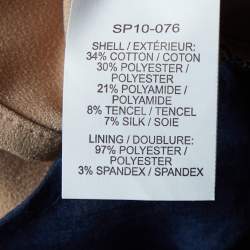 SP10-076
SHELL / EXTÉRIEUR:
34% COTTON / COTON
30% POLYESTER /
POLYESTER
21% POLYAMIDE /
POLYAMIDE
8% TENCEL / TENCEL
7% SILK / SOIE
LINING / DOUBLURE:
97% POLYESTER /
POLYESTER
3% SPANDEX / SPANDEX